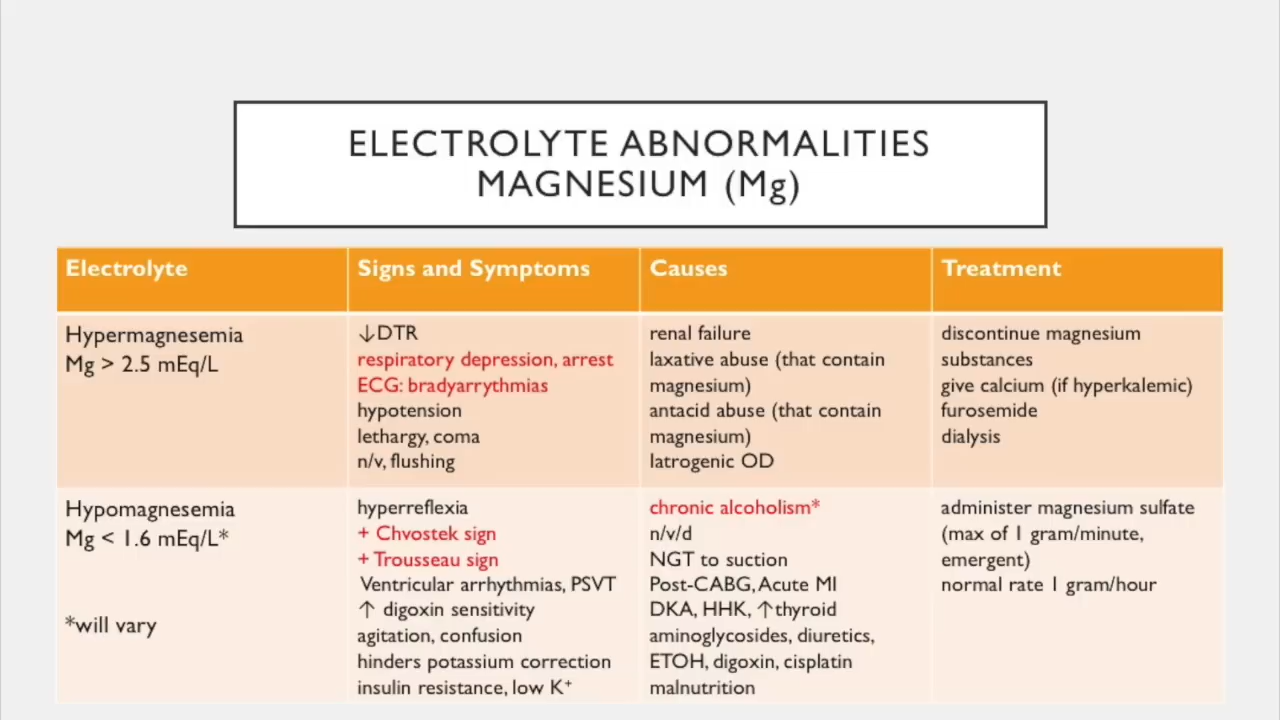 ELECTROLYTE ABNORMALITIES
MAGNESIUM (Mg)
Electrolyte
Signs and Symptoms
Causes
Treatment
Hypermagnesemia
Mg > 2.5 mEq/L
↓DTR
respiratory depression, arrest
ECG: bradyarrythmias
hypotension
lethargy, coma
n/v, flushing
renal failure
laxative abuse (that contain
magnesium)
antacid abuse (that contain
magnesium)
Iatrogenic OD
discontinue magnesium
substances
give calcium (if hyperkalemic)
furosemide
dialysis
Hypomagnesemia
Mg < 1.6 mEq/L*
*will vary
hyperreflexia
+ Chvostek sign
+ Trousseau sign
Ventricular arrhythmias, PSVT
↑ digoxin sensitivity
agitation, confusion
hinders potassium correction
insulin resistance, low K⁺
chronic alcoholism*
n/v/d
NGT to suction
Post-CABG, Acute MI
DKA, HHK, ↑thyroid
aminoglycosides, diuretics,
ETOH, digoxin, cisplatin
malnutrition
administer magnesium sulfate
(max of 1 gram/minute,
emergent)
normal rate 1 gram/hour